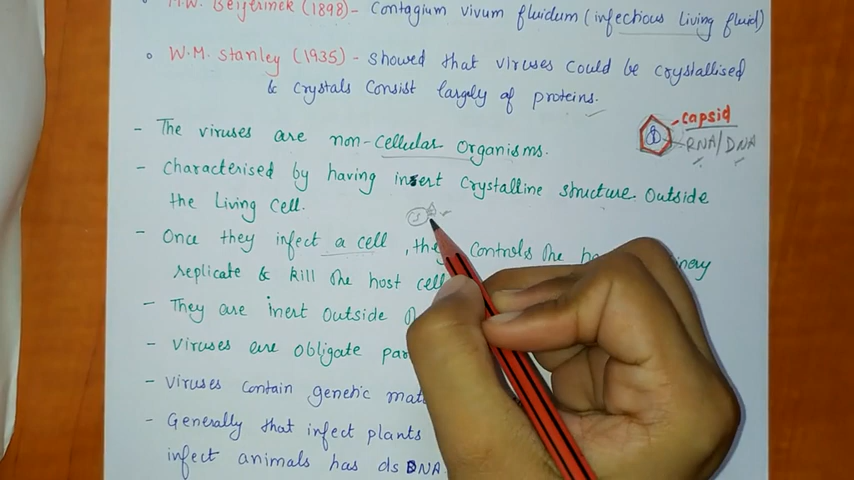 M.W. Beijerinek (1898)- Contagium vivum fluidum (infectious living fluid)
W.M. Stanley (1935) - showed that viruses could be crystallised
& crystals consist largely of proteins.
capsid
RNA/DNA
- The viruses are non-cellular organisms.
- Characterised by having insert crystalline structure outside
the Living cell.
- Once they infect a cell, they controls the
replicate & kill the host cell
- They are inert outside
- Viruses are obligate
- Viruses contain genetic
- Generally that infect plants
infect animals has ds DNA